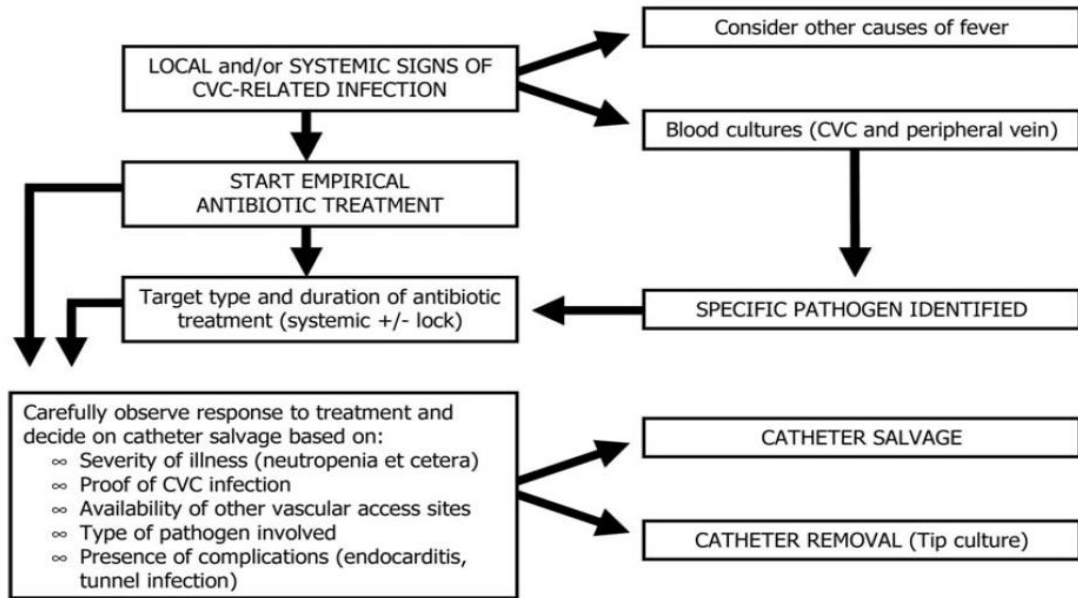 Consider other causes of fever
LOCAL and/or SYSTEMIC SIGNS OF
CVC-RELATED INFECTION
Blood cultures (CVC and peripheral vein)
START EMPIRICAL
ANTIBIOTIC TREATMENT
Target type and duration of antibiotic
treatment (systemic +/- lock)
SPECIFIC PATHOGEN IDENTIFIED
Carefully observe response to treatment and
decide on catheter salvage based on:
∞ Severity of illness (neutropenia et cetera)
∞ Proof of CVC infection
∞ Availability of other vascular access sites
∞ Type of pathogen involved
∞ Presence of complications (endocarditis,
tunnel infection)
CATHETER SALVAGE
CATHETER REMOVAL (Tip culture)